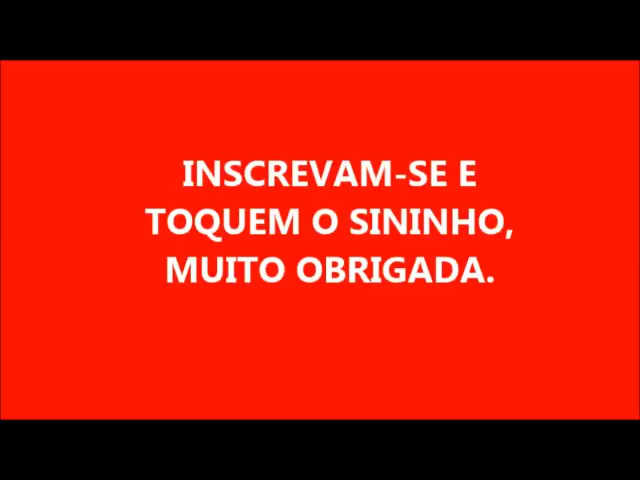 INSCREVAM-SE E
TOQUEM O SININHO,
MUITO OBRIGADA.